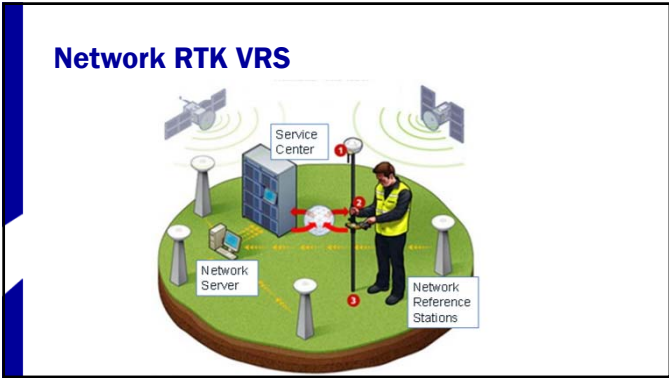 Network RTK VRS
Service
Center
1
2
Network
Server
3
Network
Reference
Stations